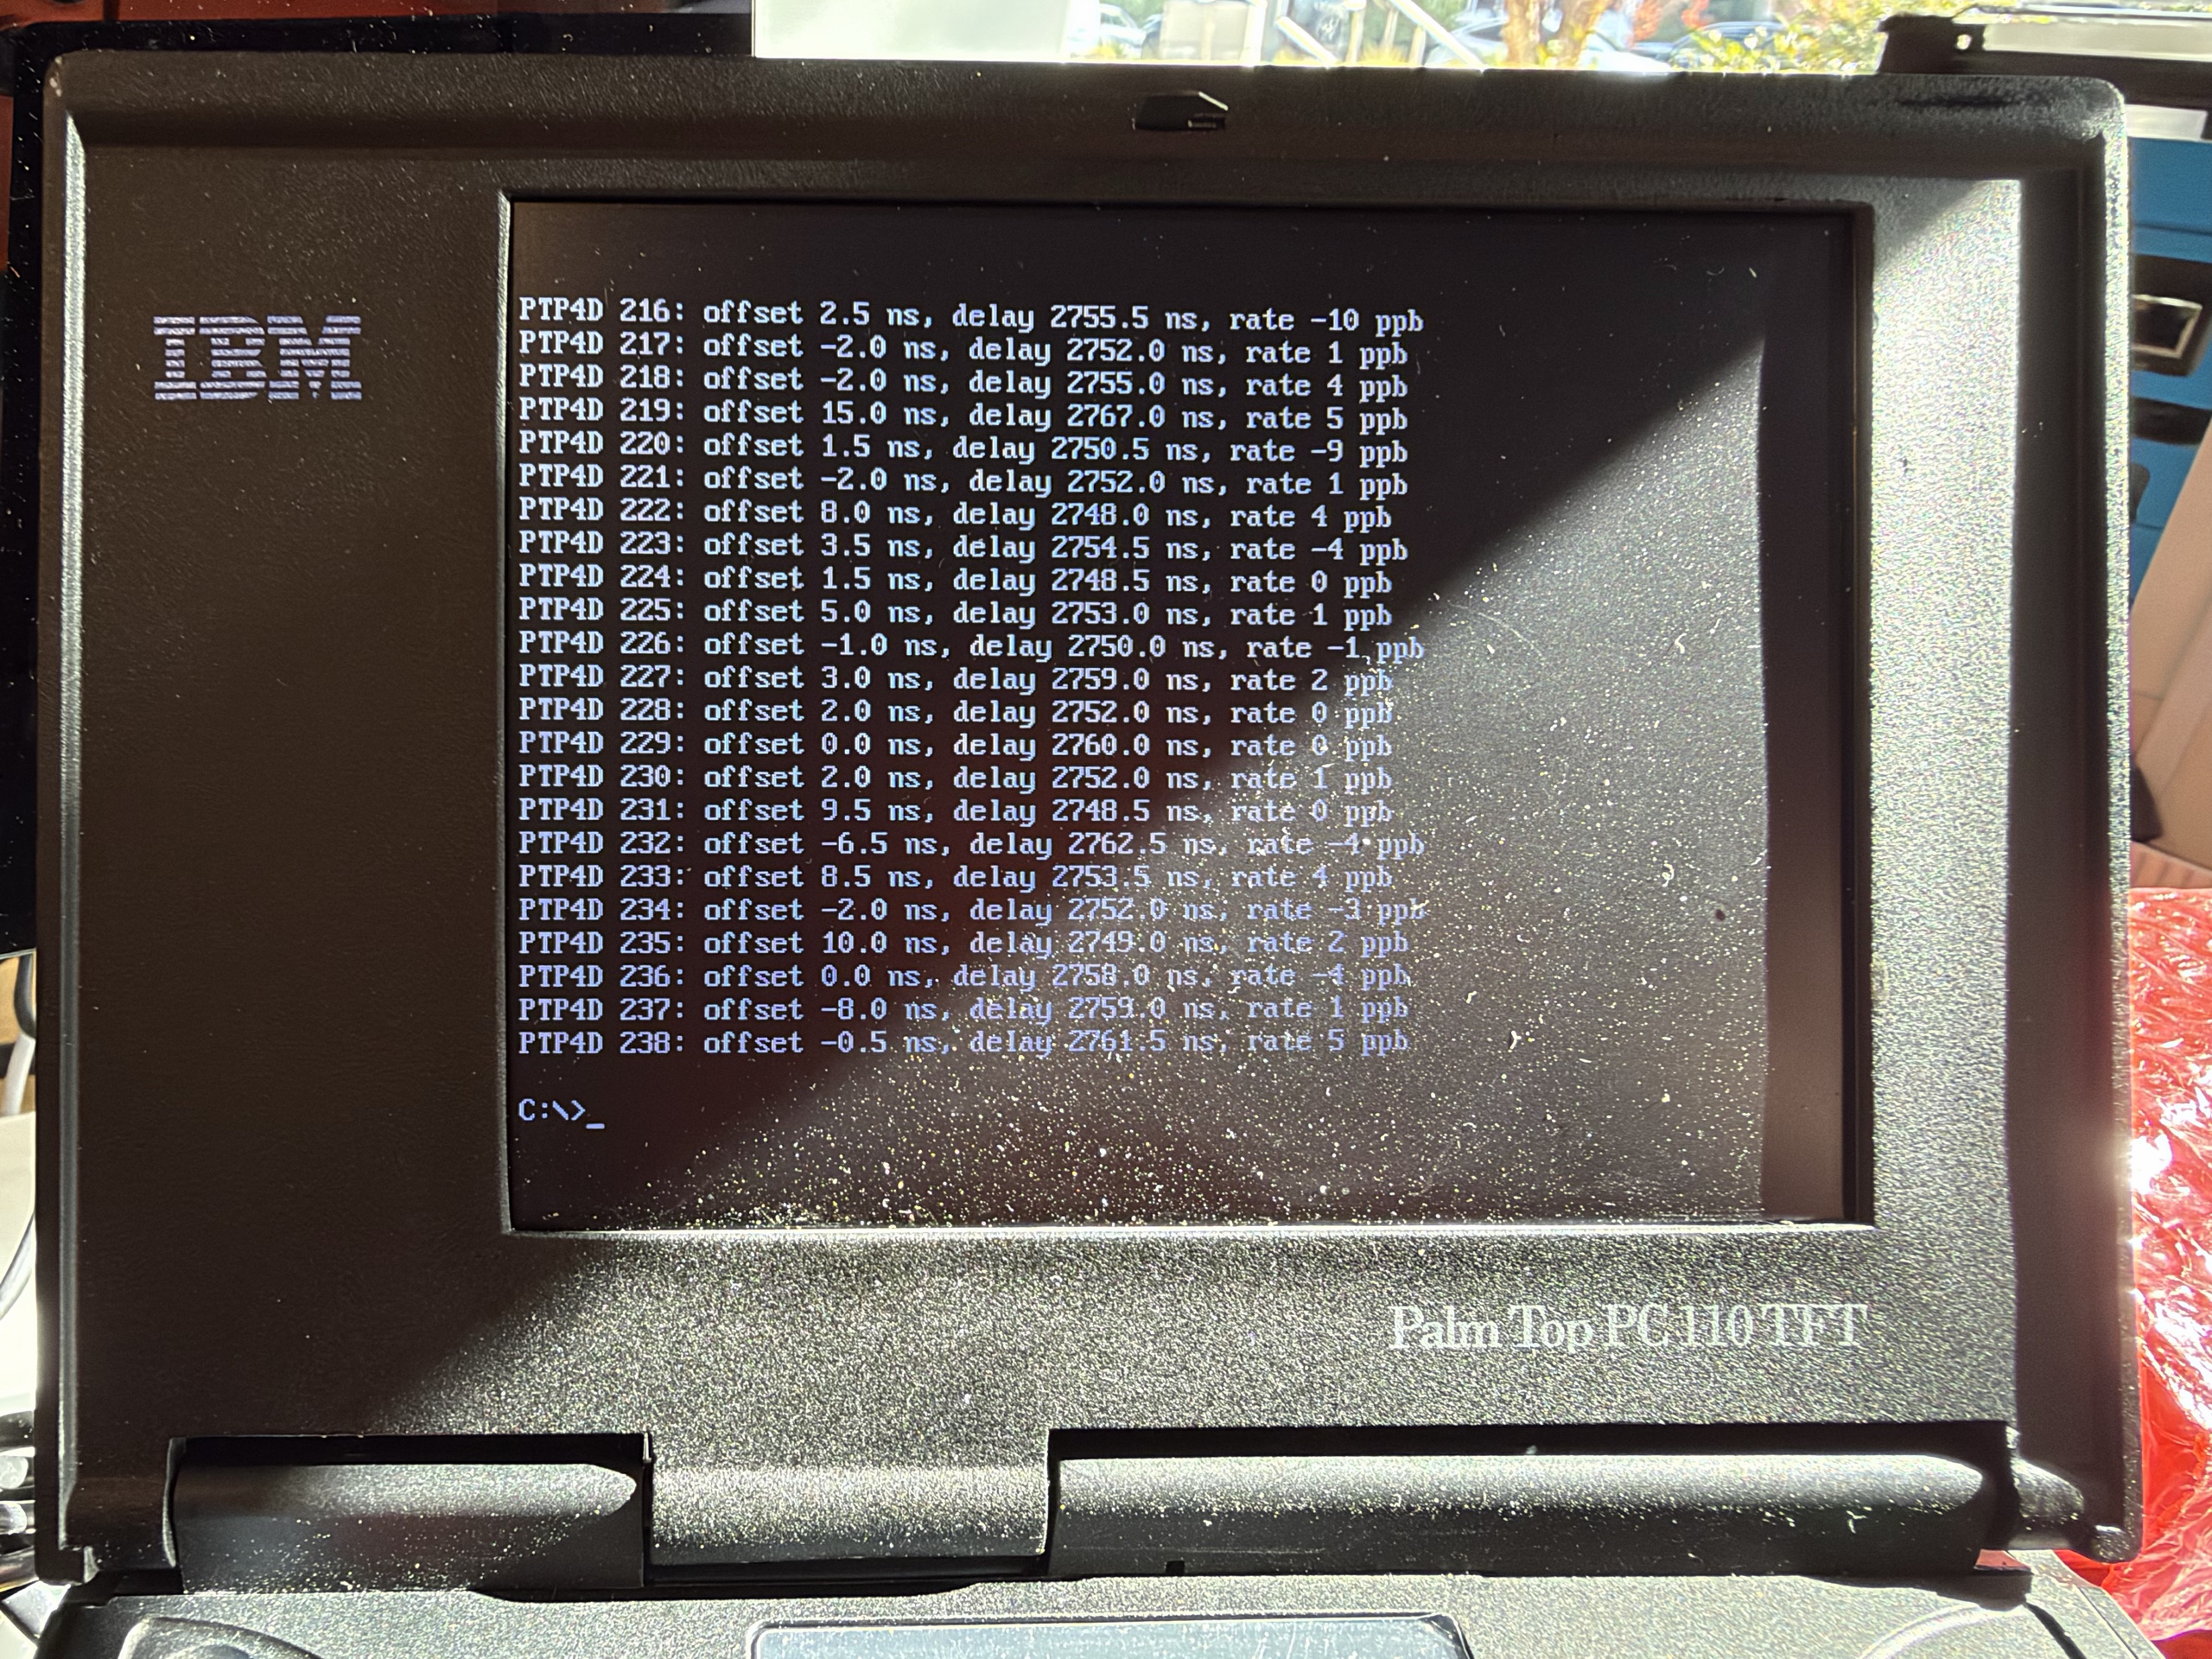 IBM
PTP4D 216: offset 2.5 ns, delay 2755.5 ns, rate -10 ppb
PTP4D 217: offset -2.0 ns, delay 2752.0 ns, rate 1 ppb
PTP4D 218: offset -2.0 ns, delay 2755.0 ns, rate 4 ppb
PTP4D 219: offset 15.0 ns, delay 2767.0 ns, rate 5 ppb
PTP4D 220: offset 1.5 ns, delay 2750.5 ns, rate -9 ppb
PTP4D 221: offset -2.0 ns, delay 2752.0 ns, rate 1 ppb
PTP4D 222: offset 8.0 ns, delay 2748.0 ns, rate 4 ppb
PTP4D 223: offset 3.5 ns, delay 2754.5 ns, rate -4 ppb
PTP4D 224: offset 1.5 ns, delay 2748.5 ns, rate 0 ppb
PTP4D 225: offset 5.0 ns, delay 2753.0 ns, rate 1 ppb
PTP4D 226: offset -1.0 ns, delay 2750.0 ns, rate -1 ppb
PTP4D 227: offset 3.0 ns, delay 2759.0 ns, rate 2 ppb
PTP4D 228: offset 2.0 ns, delay 2752.0 ns, rate 0 ppb
PTP4D 229: offset 0.0 ns, delay 2760.0 ns, rate 0 ppb
PTP4D 230: offset 2.0 ns, delay 2752.0 ns, rate 1 ppb
PTP4D 231: offset 9.5 ns, delay 2748.5 ns, rate 0 ppb
PTP4D 232: offset -6.5 ns, delay 2762.5 ns, rate -4 ppb
PTP4D 233: offset 8.5 ns, delay 2753.5 ns, rate 4 ppb
PTP4D 234: offset -2.0 ns, delay 2752.0 ns, rate -3 ppb
PTP4D 235: offset 10.0 ns, delay 2749.0 ns, rate 2 ppb
PTP4D 236: offset 0.0 ns, delay 2758.0 ns, rate -4 ppb
PTP4D 237: offset -8.0 ns, delay 2759.0 ns, rate 1 ppb
PTP4D 238: offset -0.5 ns, delay 2761.5 ns, rate 5 ppb
C:\>_
Palm Top PC 110 TFT